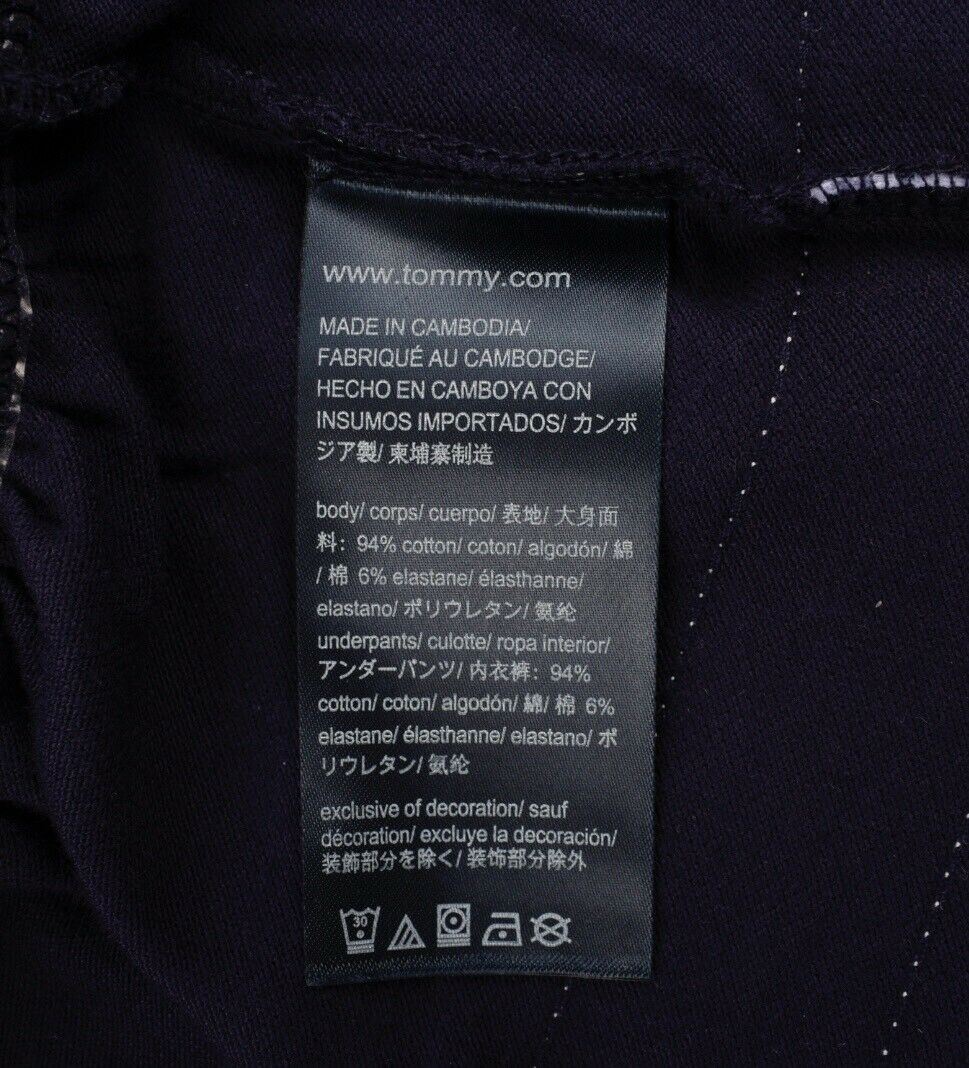 www.tommy.com
MADE IN CAMBODIA/
FABRIQUÉ AU CAMBODGE/
HECHO EN CAMBOYA CON
INSUMOS IMPORTADOS/ カンボ
ジア製/ 柬埔寨制造
body/ corps/ cuerpo/ 表地/ 大身面
料: 94% cotton/ coton/ algodón/ 綿
/ 棉 6% elastane/ élasthanne/
elastano/ ポリウレタン/ 氨纶
underpants/ culotte/ ropa interior/
アンダーパンツ/ 内衣裤: 94%
cotton/ coton/ algodón/ 綿/ 棉 6%
elastane/ élasthanne/ elastano/ ポ
リウレタン/ 氨纶
exclusive of decoration/ sauf
décoration/ excluye la decoración/
装飾部分を除く/ 装饰部分除外
30